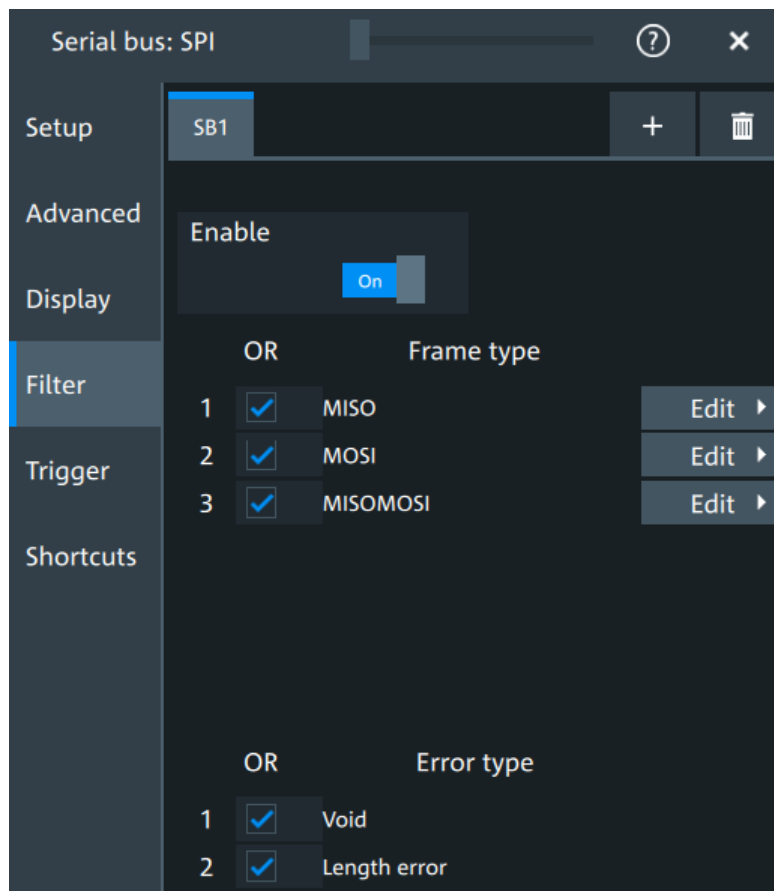 Serial bus: SPI ?
Setup
SB1
+
Advanced
Enable
On
Display
OR Frame type
Filter
1 MISO Edit
2 MOSI Edit
Trigger
3 MISOMOSI Edit
Shortcuts
OR Error type
1 Void
2 Length error